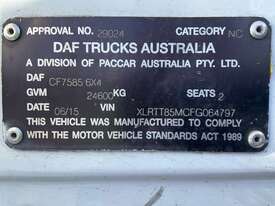 APPROVAL NO. 29024 CATEGORY NC
DAF TRUCKS AUSTRALIA
A DIVISION OF PACCAR AUSTRALIA PTY. LTD.
DAF CF7585 6X4
GVM 24600 KG SEATS 2
DATE 06/15 VIN XLRTT85MCFG064797
THIS VEHICLE WAS MANUFACTURED TO COMPLY
WITH THE MOTOR VEHICLE STANDARDS ACT 1989